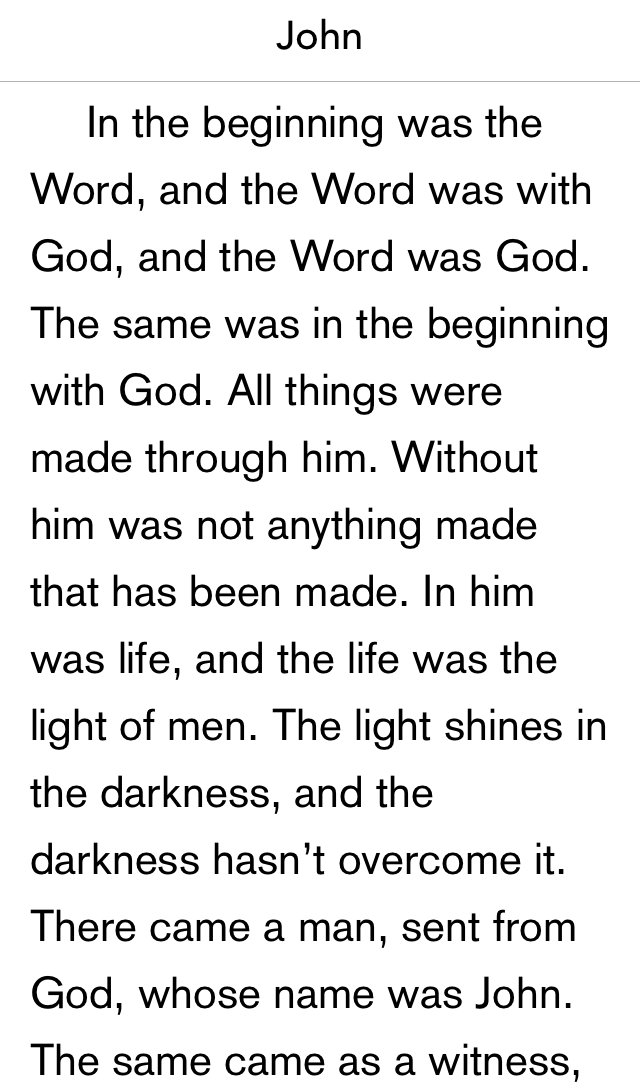 John
In the beginning was the
Word, and the Word was with
God, and the Word was God.
The same was in the beginning
with God. All things were
made through him. Without
him was not anything made
that has been made. In him
was life, and the life was the
light of men. The light shines in
the darkness, and the
darkness hasn’t overcome it.
There came a man, sent from
God, whose name was John.
The same came as a witness,